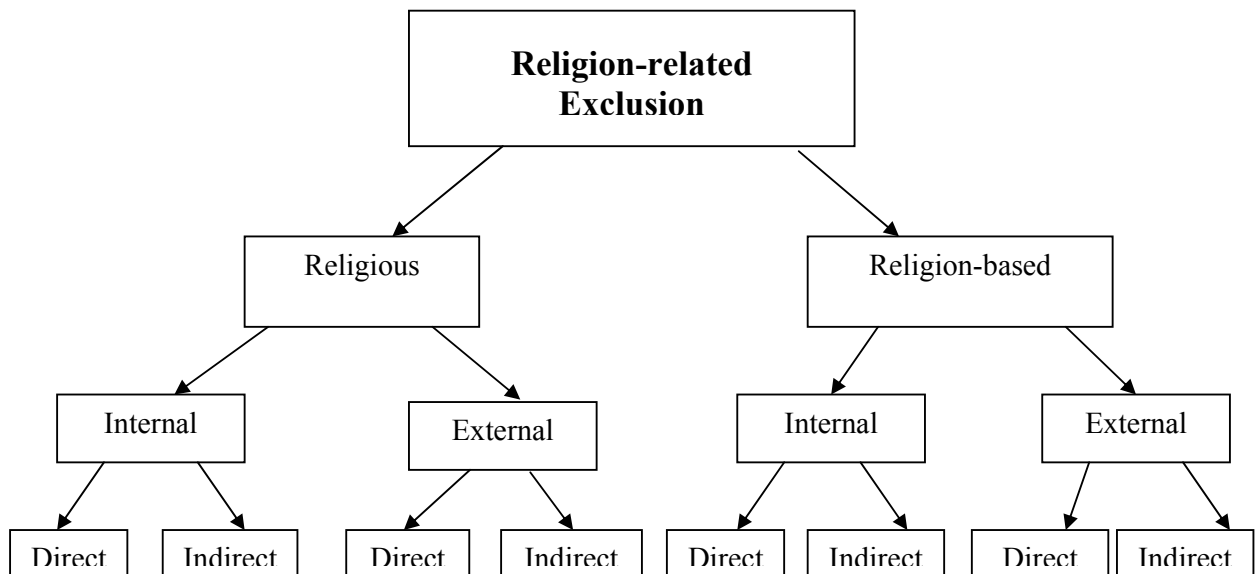 Religion-related
Exclusion
Religious
Religion-based
Internal
External
Internal
External
Direct
Indirect
Direct
Indirect
Direct
Indirect
Direct
Indirect